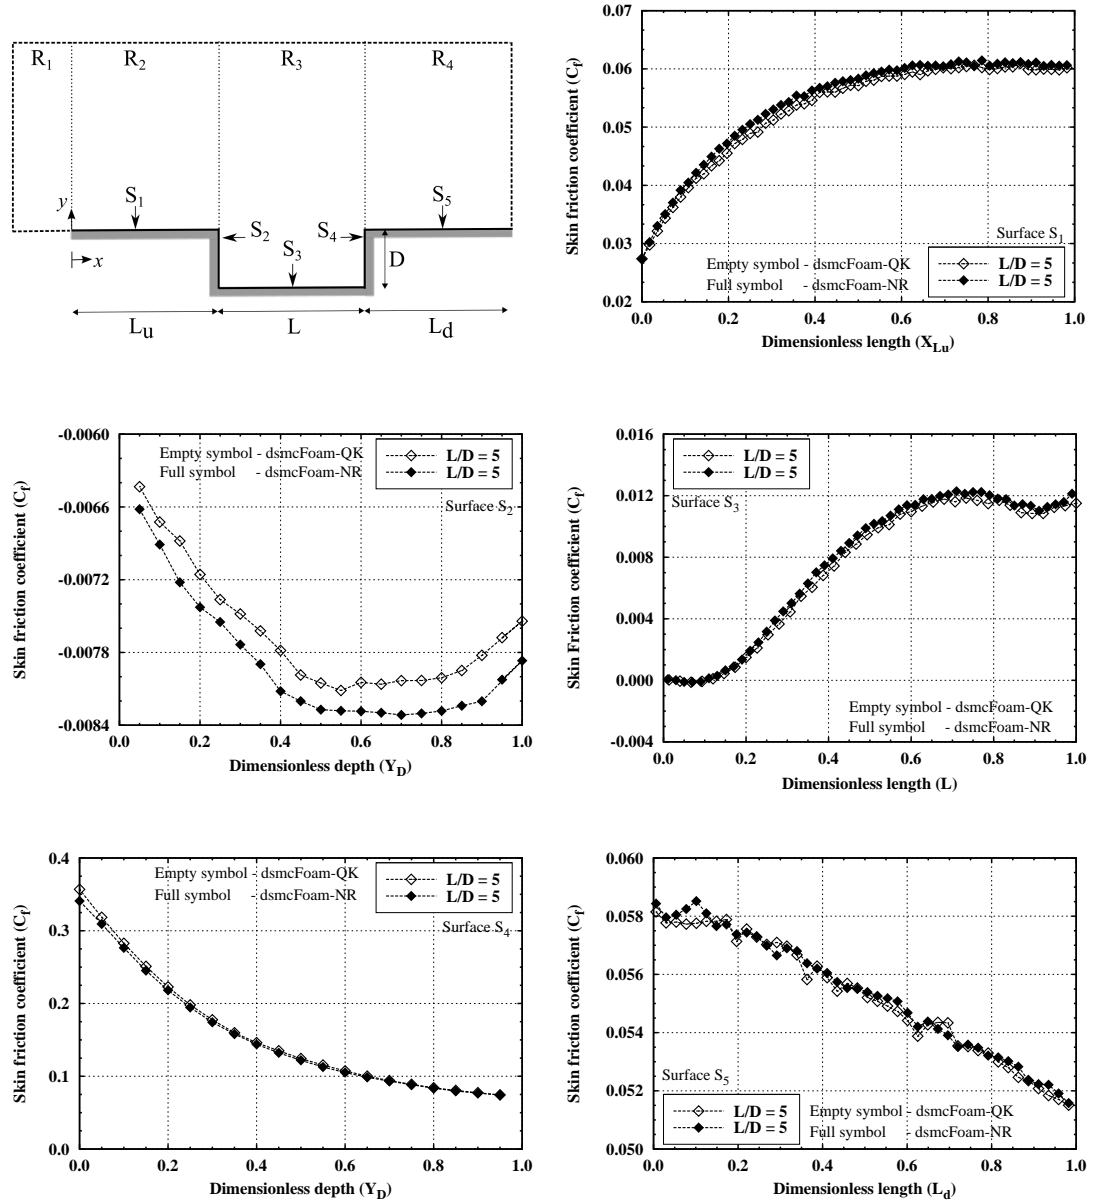 R1 R2 R3 R4
S1 S5
y
S2 S4
S3
x D
Lu L Ld
Skin friction coefficient (Cf)
0.06
0.05
0.04
0.03
0.02
0.0 0.2 0.4 0.6 0.8 1.0
Dimensionless length (XLu)
Surface S1
Empty symbol - dsmcFoam-QK
Full symbol - dsmcFoam-NR
L/D = 5
L/D = 5
Skin friction coefficient (Cf)
-0.0060
-0.0066
-0.0072
-0.0078
-0.0084
0.0 0.2 0.4 0.6 0.8 1.0
Dimensionless depth (YD)
Empty symbol - dsmcFoam-QK
Full symbol - dsmcFoam-NR
L/D = 5
L/D = 5
Surface S2
Skin Friction coefficient (Cf)
0.016
0.012
0.008
0.004
0.000
-0.004
0.0 0.2 0.4 0.6 0.8 1.0
Dimensionless length (L)
L/D = 5
L/D = 5
Surface S3
Empty symbol - dsmcFoam-QK
Full symbol - dsmcFoam-NR
Skin friction coefficient (Cf)
0.4
0.3
0.2
0.1
0.0
0.0 0.2 0.4 0.6 0.8 1.0
Dimensionless depth (YD)
Empty symbol - dsmcFoam-QK
Full symbol - dsmcFoam-NR
L/D = 5
L/D = 5
Surface S4
Skin friction coefficient (Cf)
0.060
0.058
0.056
0.054
0.052
0.050
0.0 0.2 0.4 0.6 0.8 1.0
Dimensionless length (Ld)
Surface S5
L/D = 5
L/D = 5
Empty symbol - dsmcFoam-QK
Full symbol - dsmcFoam-NR